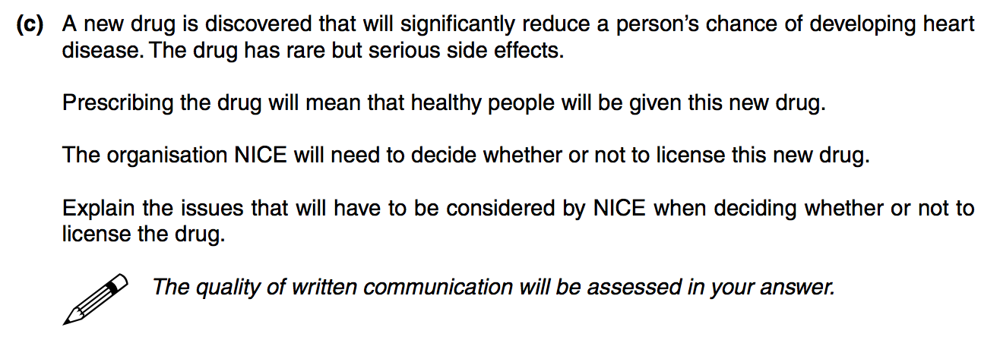 (c) A new drug is discovered that will significantly reduce a person's chance of developing heart
disease. The drug has rare but serious side effects.
Prescribing the drug will mean that healthy people will be given this new drug.
The organisation NICE will need to decide whether or not to license this new drug.
Explain the issues that will have to be considered by NICE when deciding whether or not to
license the drug.
The quality of written communication will be assessed in your answer.